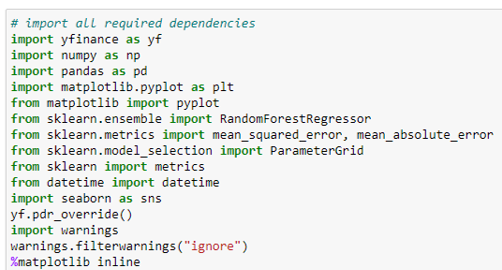 # import all required dependencies
import yfinance as yf
import numpy as np
import pandas as pd
import matplotlib.pyplot as plt
from matplotlib import pyplot
from sklearn.ensemble import RandomForestRegressor
from sklearn.metrics import mean_squared_error, mean_absolute_error
from sklearn.model_selection import ParameterGrid
from sklearn import metrics
from datetime import datetime
import seaborn as sns
yf.pdr_override()
import warnings
warnings.filterwarnings("ignore")
%matplotlib inline